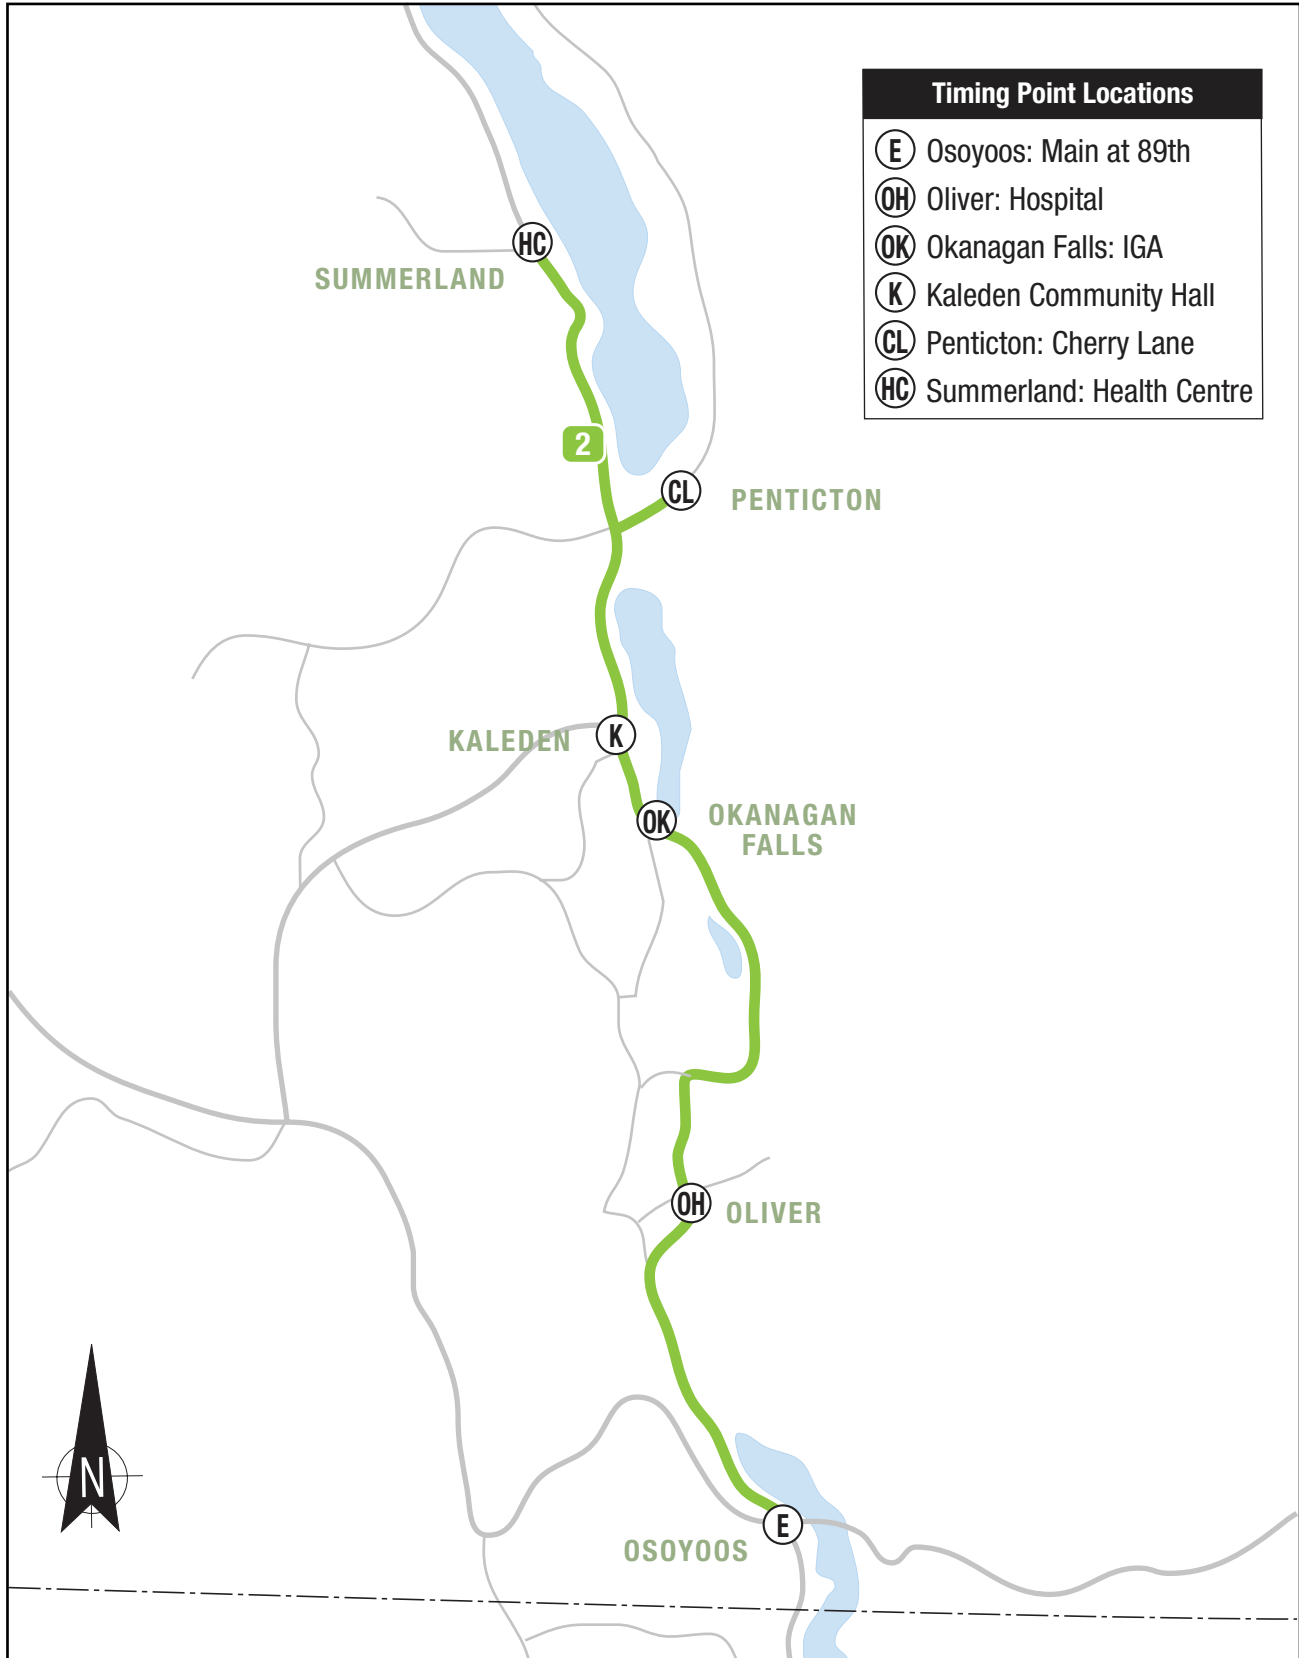 Timing Point Locations
E Osoyoos: Main at 89th
OH Oliver: Hospital
OK Okanagan Falls: IGA
K Kaleden Community Hall
CL Penticton: Cherry Lane
HC Summerland: Health Centre
HC
SUMMERLAND
2
CL
PENTICTON
KALEDEN
K
OK
OKANAGAN
FALLS
OH
OLIVER
N
E
OSOYOOS